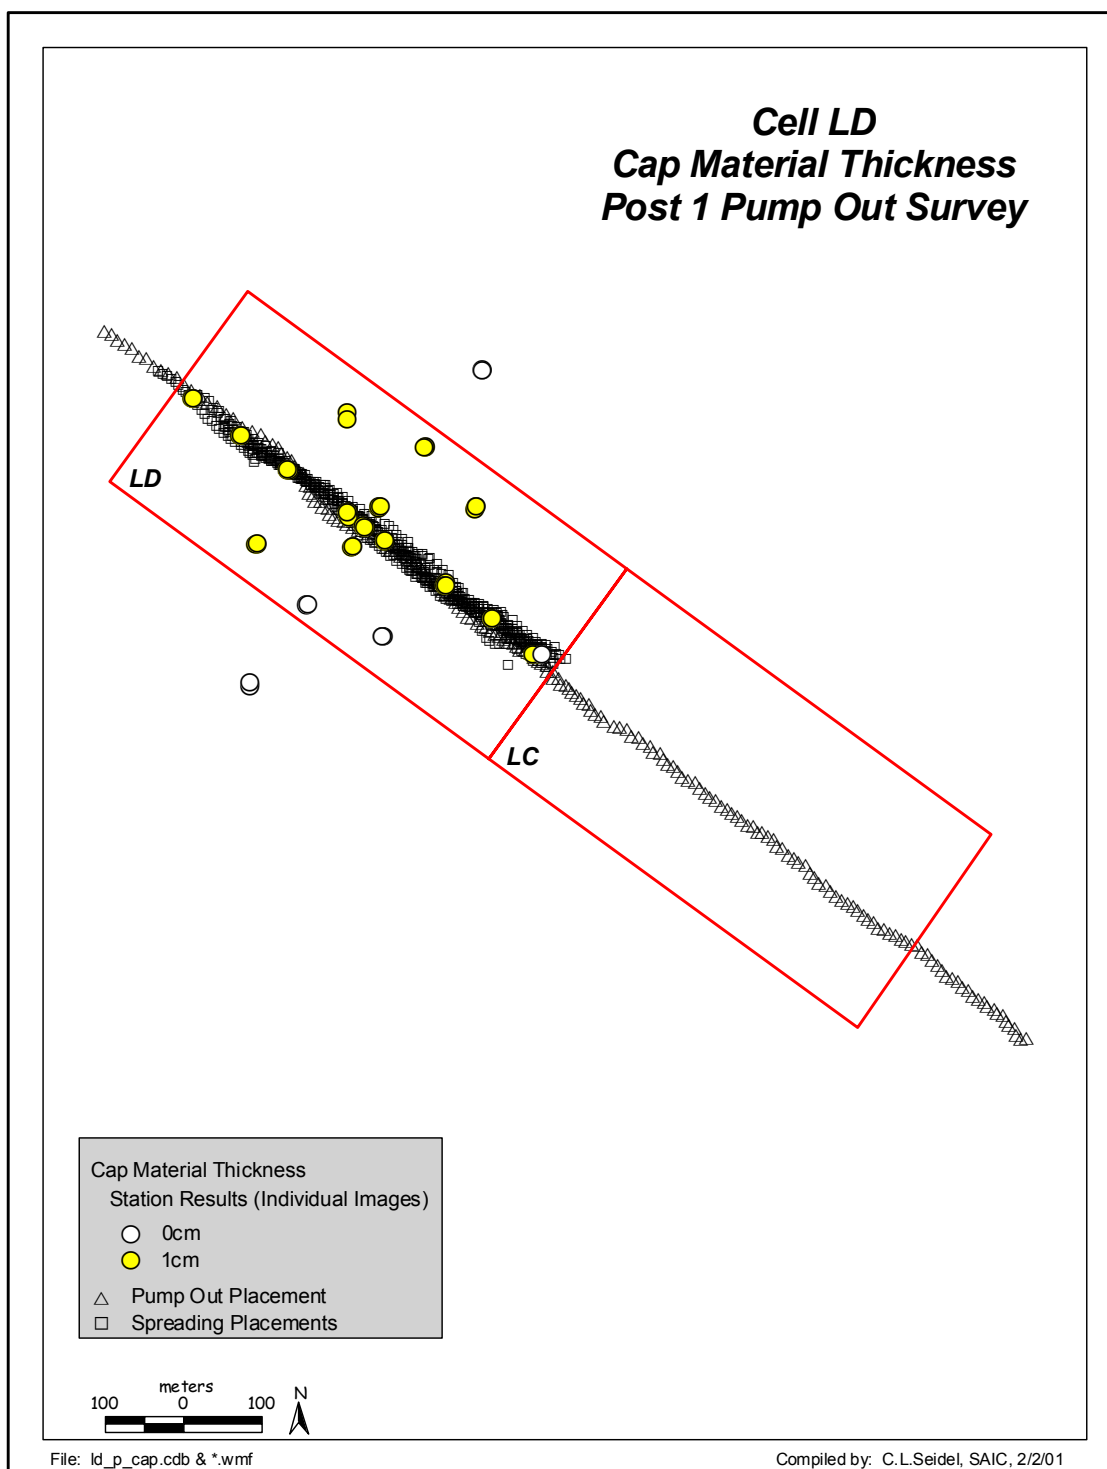 Cell LD
Cap Material Thickness
Post 1 Pump Out Survey
LD
LC
Cap Material Thickness
Station Results (Individual Images)
0cm
1cm
Pump Out Placement
Spreading Placements
meters
100 0 100
N
File: ld_p_cap.cdb & *.wmf
Compiled by: C.L.Seidel, SAIC, 2/2/01